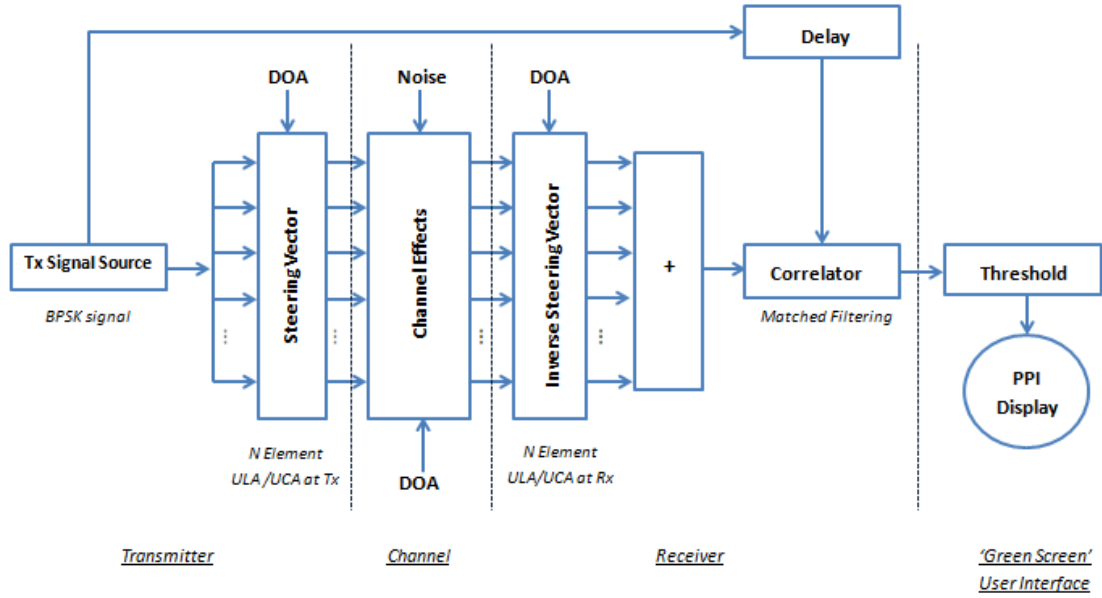 Delay
DOA
Noise
DOA
Steering Vector
Channel Effects
Inverse Steering Vector
+
Tx Signal Source
BPSK signal
...
...
...
...
Correlator
Matched Filtering
Threshold
PPI
Display
N Element
ULA/UCA at Tx
DOA
N Element
ULA/UCA at Rx
Transmitter
Channel
Receiver
'Green Screen'
User Interface